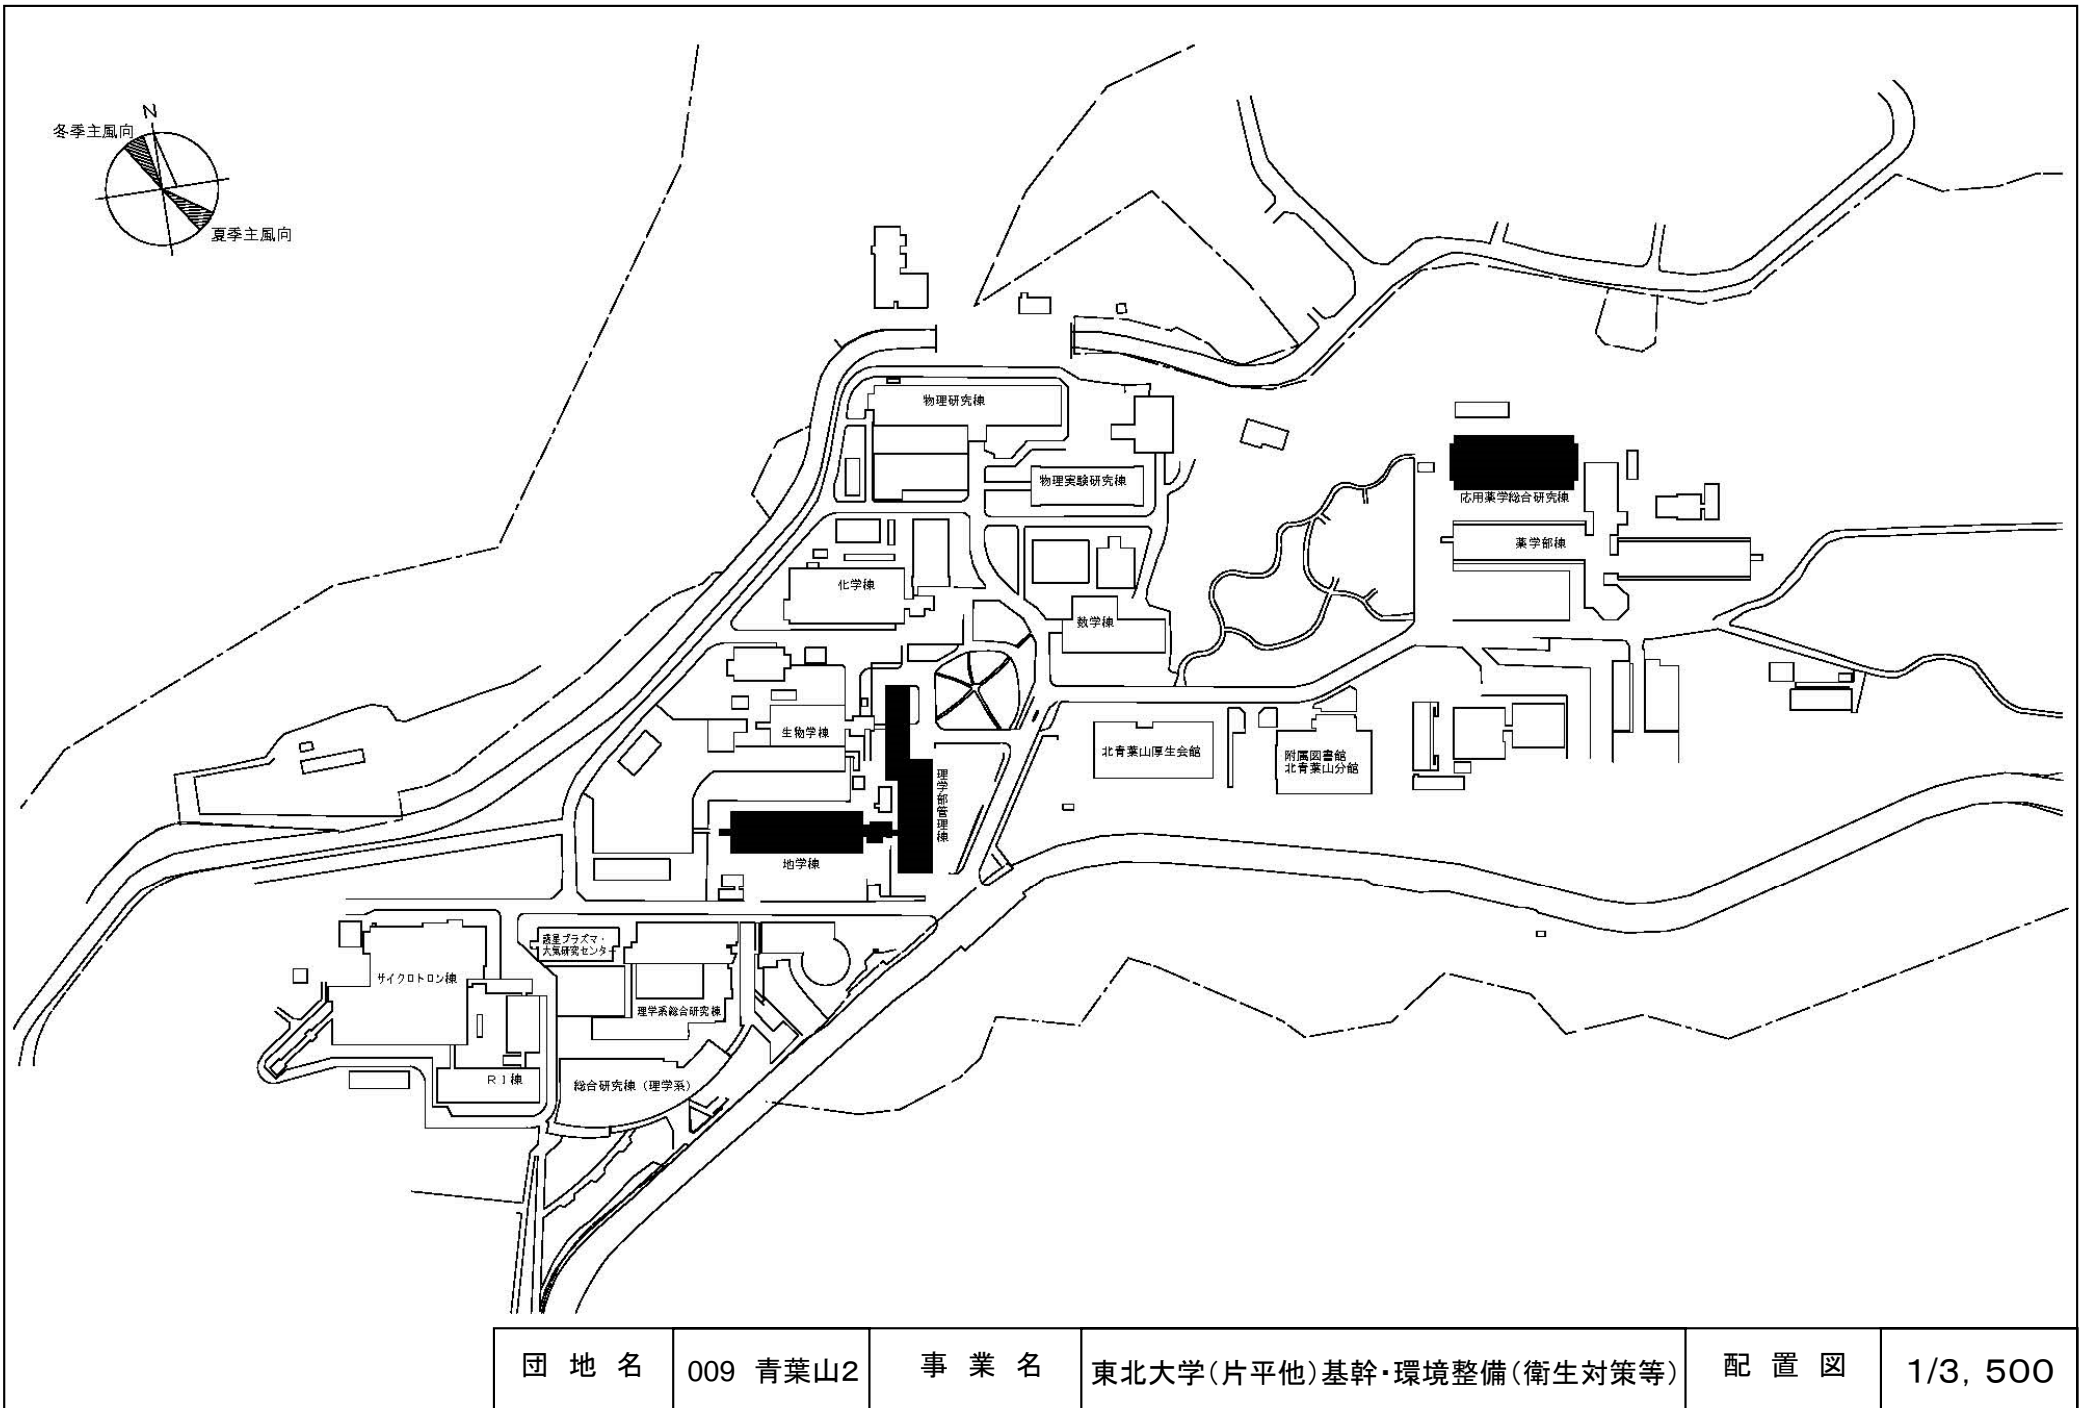 N
冬季主風向
夏季主風向
物理研究棟
物理実験研究棟
応用薬学総合研究棟
薬学部棟
化学棟
数学棟
生物学棟
北青葉山厚生会館
附属図書館
北青葉山分館
理学部管理棟
地学棟
惑星プラズマ・
大気研究センター
サイクロトロン棟
理学系総合研究棟
RI棟
総合研究棟（理学系）
団地名 009 青葉山2 事業名 東北大学（片平他）基幹・環境整備（衛生対策等） 配置図 1/3,500